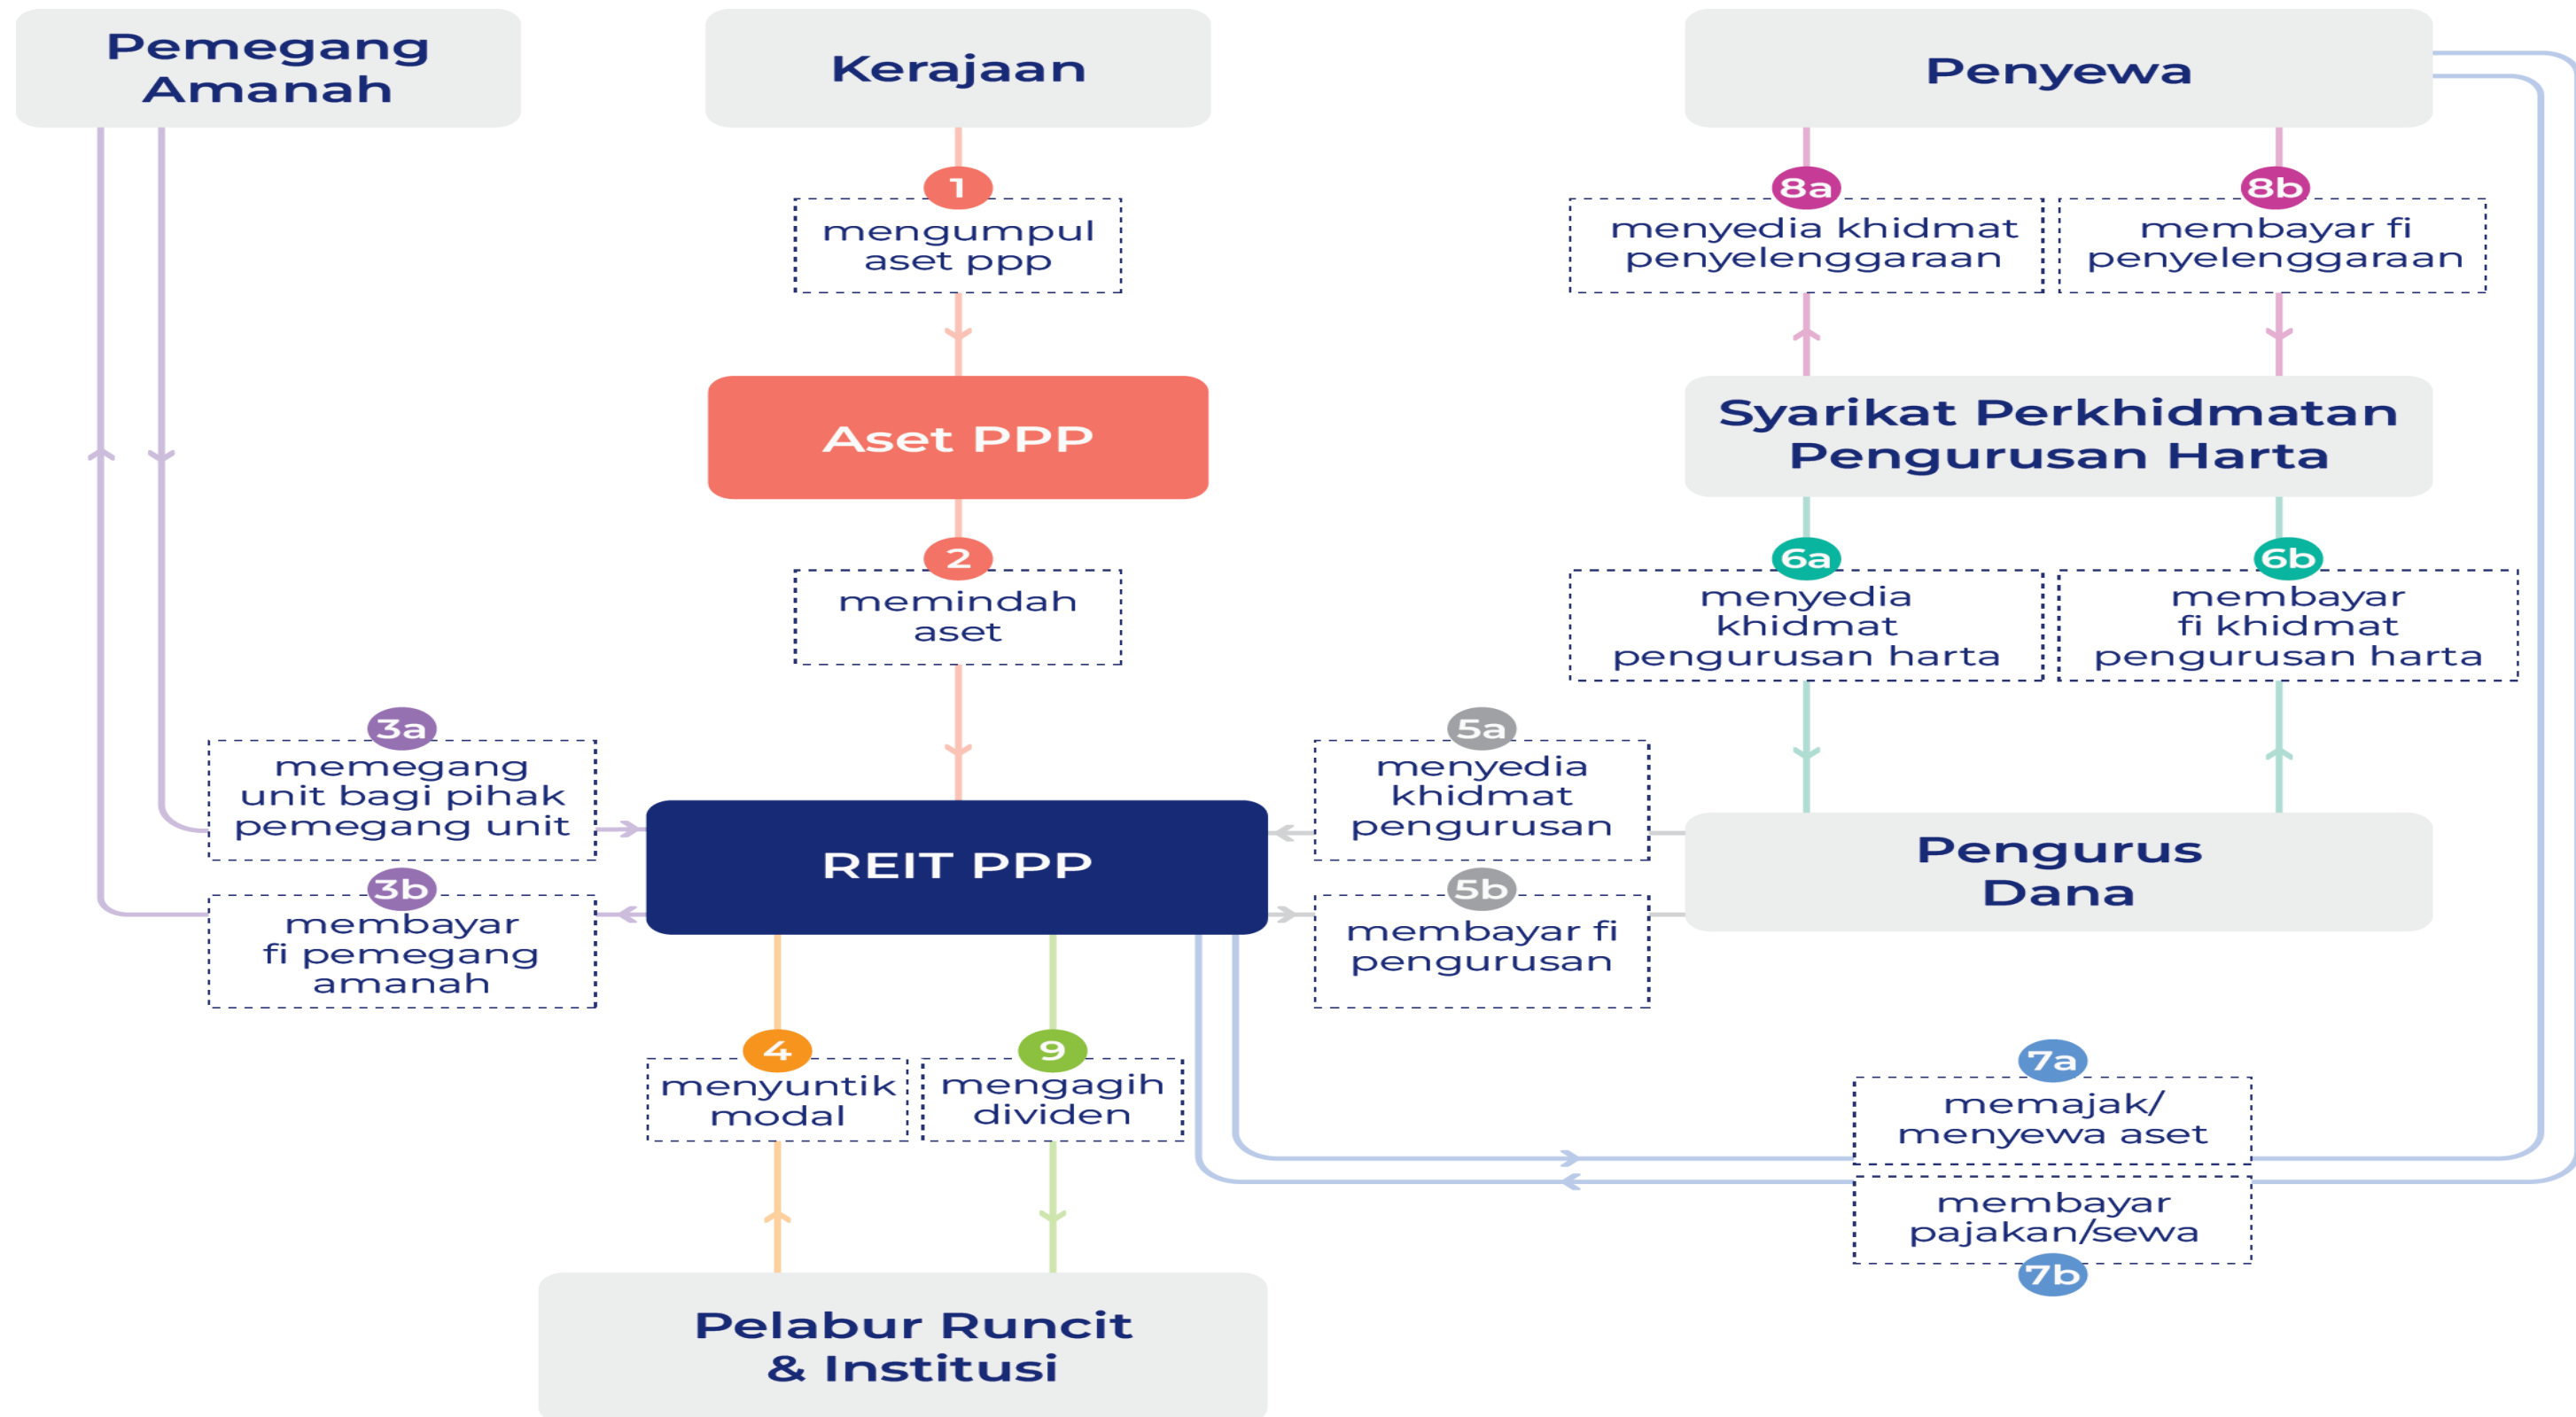 Pemegang
Amanah
Kerajaan
Penyewa
1
mengumpul
aset ppp
8a
menyedia khidmat
penyelenggaraan
8b
membayar fi
penyelenggaraan
Aset PPP
Syarikat Perkhidmatan
Pengurusan Harta
2
memindah
aset
6a
menyedia
khidmat
pengurusan harta
6b
membayar
fi khidmat
pengurusan harta
3a
memegang
unit bagi pihak
pemegang unit
5a
menyedia
khidmat
pengurusan
REIT PPP
Pengurus
Dana
3b
membayar
fi pemegang
amanah
5b
membayar fi
pengurusan
4
menyuntik
modal
9
mengagih
dividen
7a
memajak/
menyewa aset
membayar
pajakan/sewa
7b
Pelabur Runcit
& Institusi